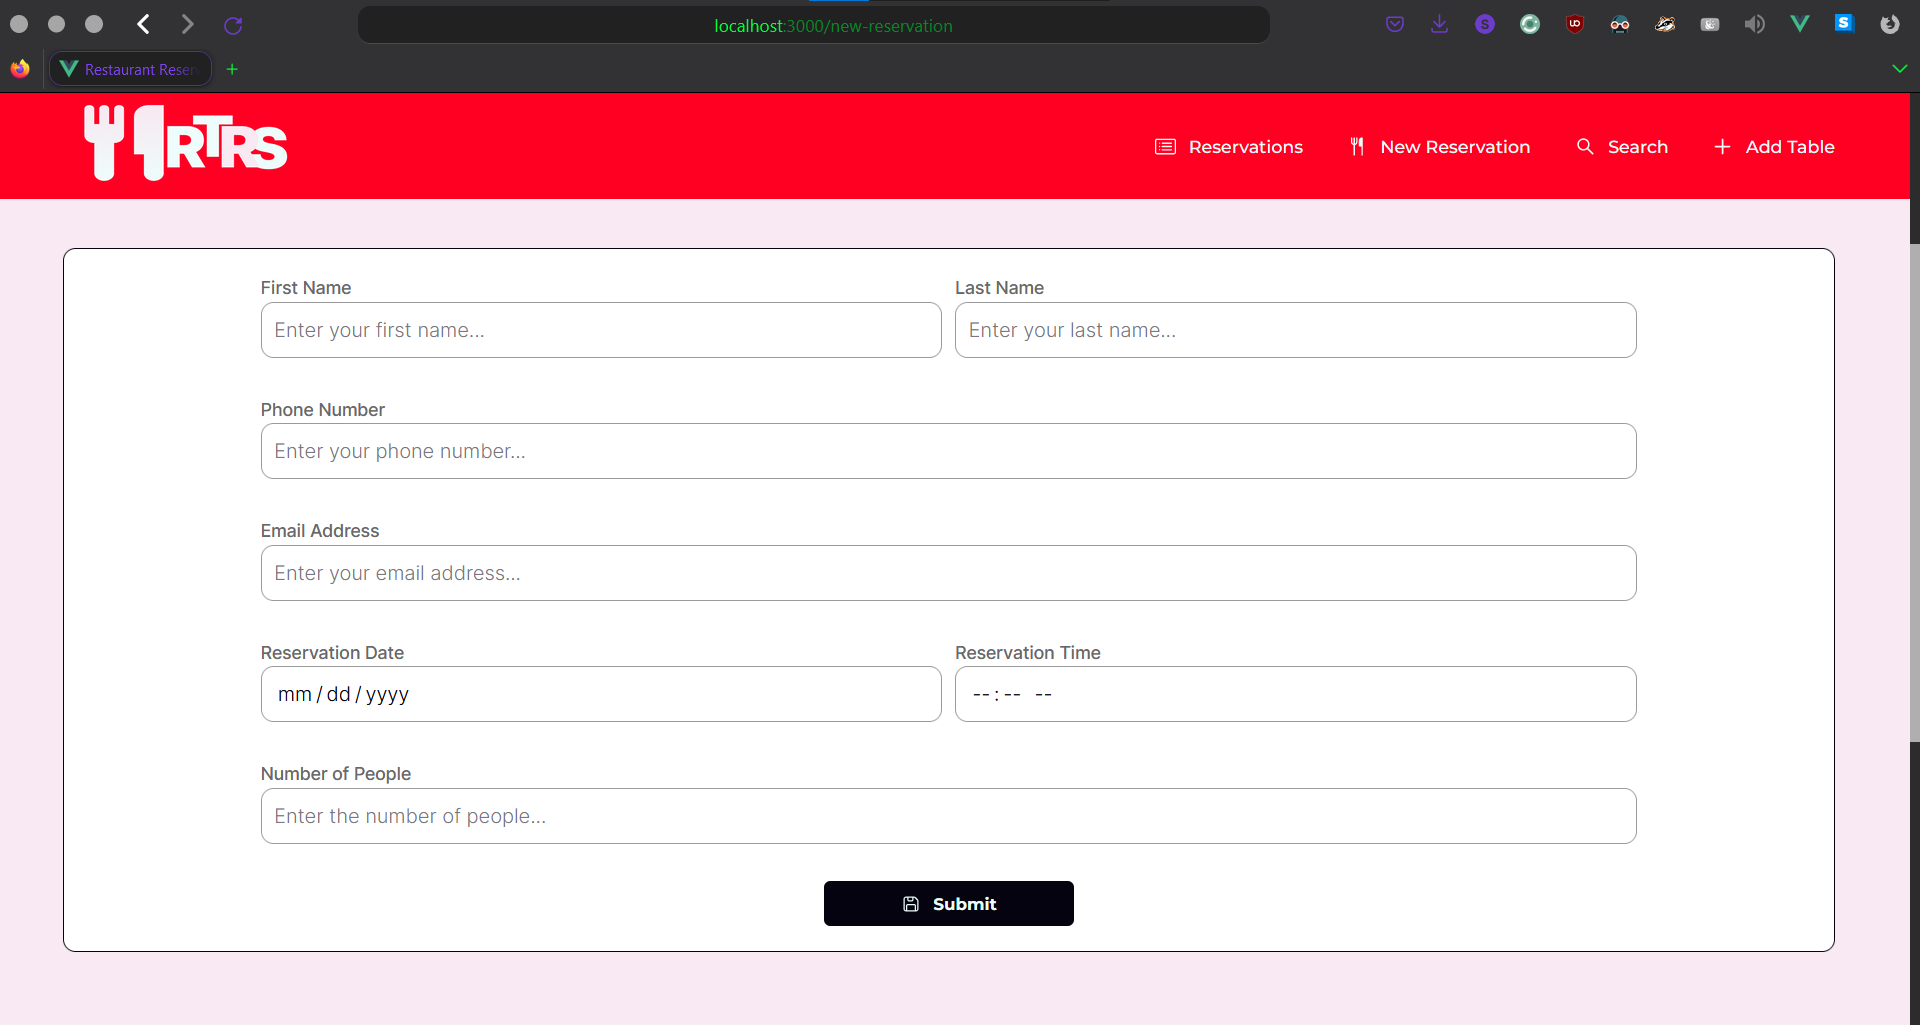 localhost:3000/new-reservation
Restaurant Reser
RTRS
Reservations
New Reservation
Search
Add Table
First Name
Last Name
Enter your first name...
Enter your last name...
Phone Number
Enter your phone number...
Email Address
Enter your email address...
Reservation Date
Reservation Time
mm/dd/yyyy
--:-- --
Number of People
Enter the number of people...
Submit